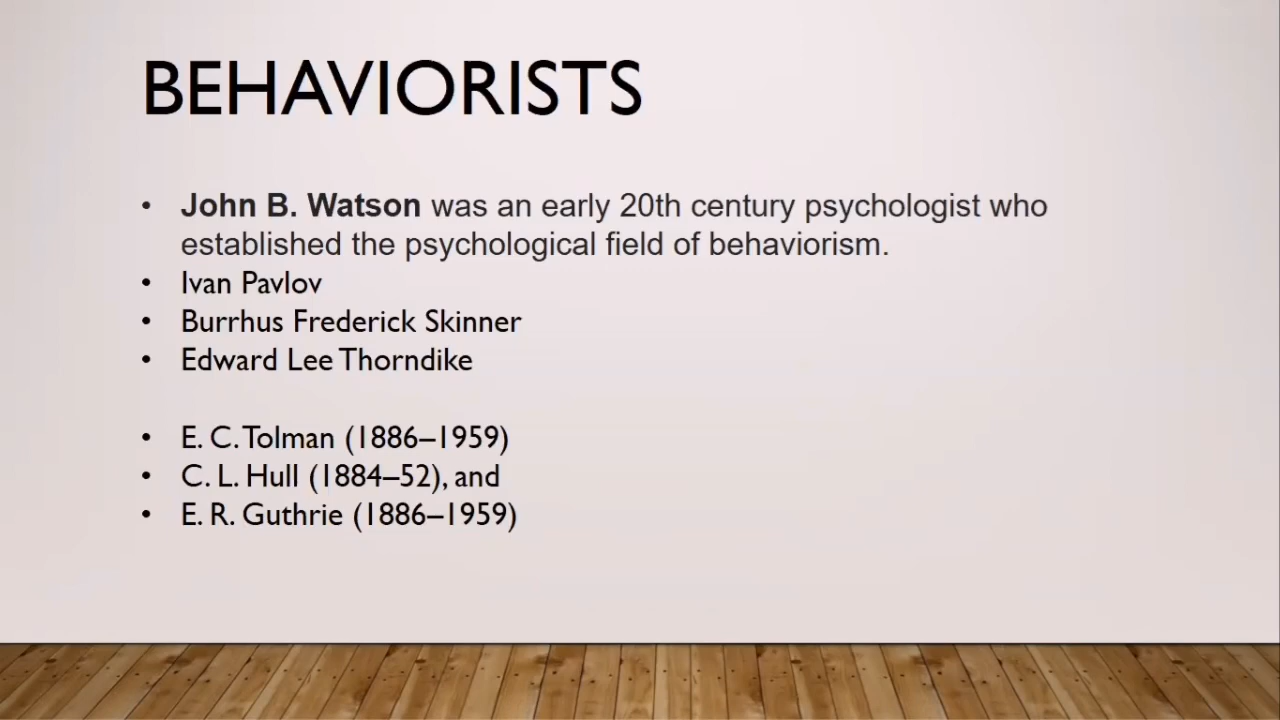 BEHAVIORISTS
• John B. Watson was an early 20th century psychologist who
established the psychological field of behaviorism.
• Ivan Pavlov
• Burrhus Frederick Skinner
• Edward Lee Thorndike
• E. C. Tolman (1886–1959)
• C. L. Hull (1884–52), and
• E. R. Guthrie (1886–1959)